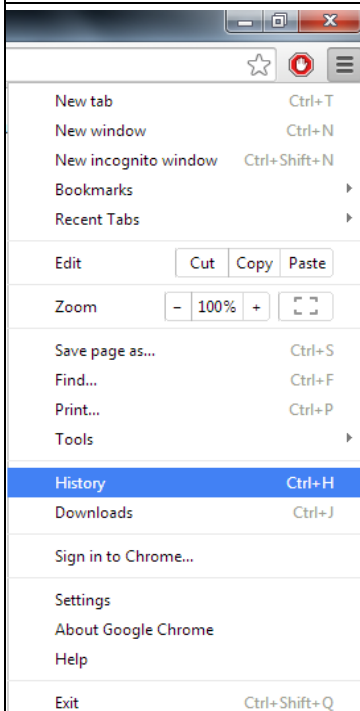 New tab Ctrl+T
New window Ctrl+N
New incognito window Ctrl+Shift+N
Bookmarks
Recent Tabs
Edit Cut Copy Paste
Zoom - 100% +
Save page as... Ctrl+S
Find... Ctrl+F
Print... Ctrl+P
Tools
History Ctrl+H
Downloads Ctrl+J
Sign in to Chrome...
Settings
About Google Chrome
Help
Exit Ctrl+Shift+Q